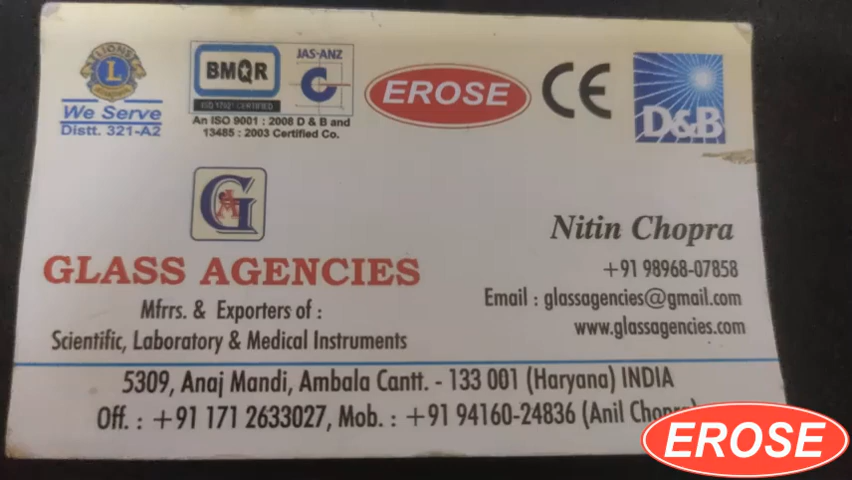 LIONS
L
We Serve
Distt. 321-A2
BMQR
CERTIFIED
JAS-ANZ
An ISO 9001 : 2008 D & B and
13485 : 2003 Certified Co.
EROSE
CE
D&B
G
GLASS AGENCIES
Mfrrs. & Exporters of :
Scientific, Laboratory & Medical Instruments
Nitin Chopra
+91 98968-07858
Email : glassagencies@gmail.com
www.glassagencies.com
5309, Anaj Mandi, Ambala Cantt. - 133 001 (Haryana) INDIA
Off. : +91 171 2633027, Mob. : +91 94160-24836 (Anil
EROSE